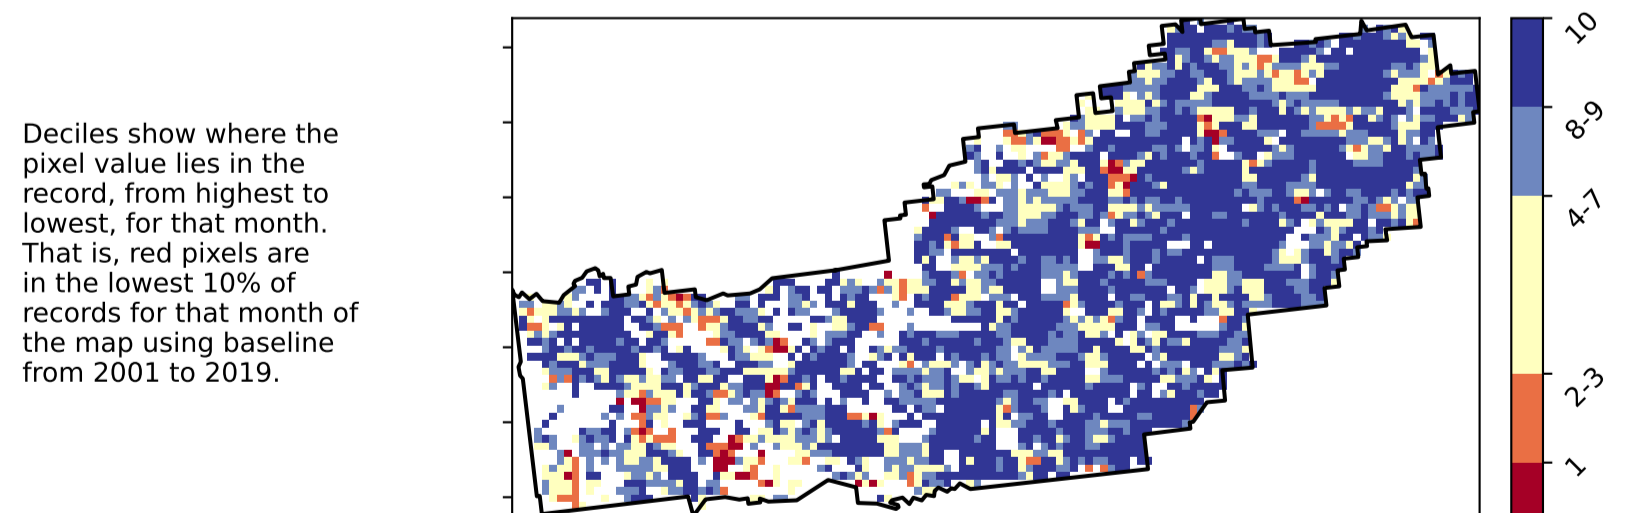 Deciles show where the
pixel value lies in the
record, from highest to
lowest, for that month.
That is, red pixels are
in the lowest 10% of
records for that month of
the map using baseline
from 2001 to 2019.
10
8-9
4-7
2-3
1